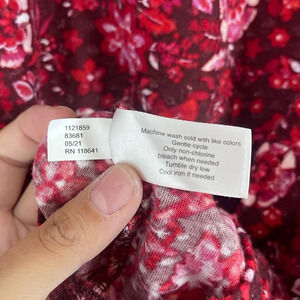 1121859
83681
05/21
RN 118641
Machine wash cold with like colors
Gentle cycle
Only non-chlorine
bleach when needed
Tumble dry low
Cool iron if needed